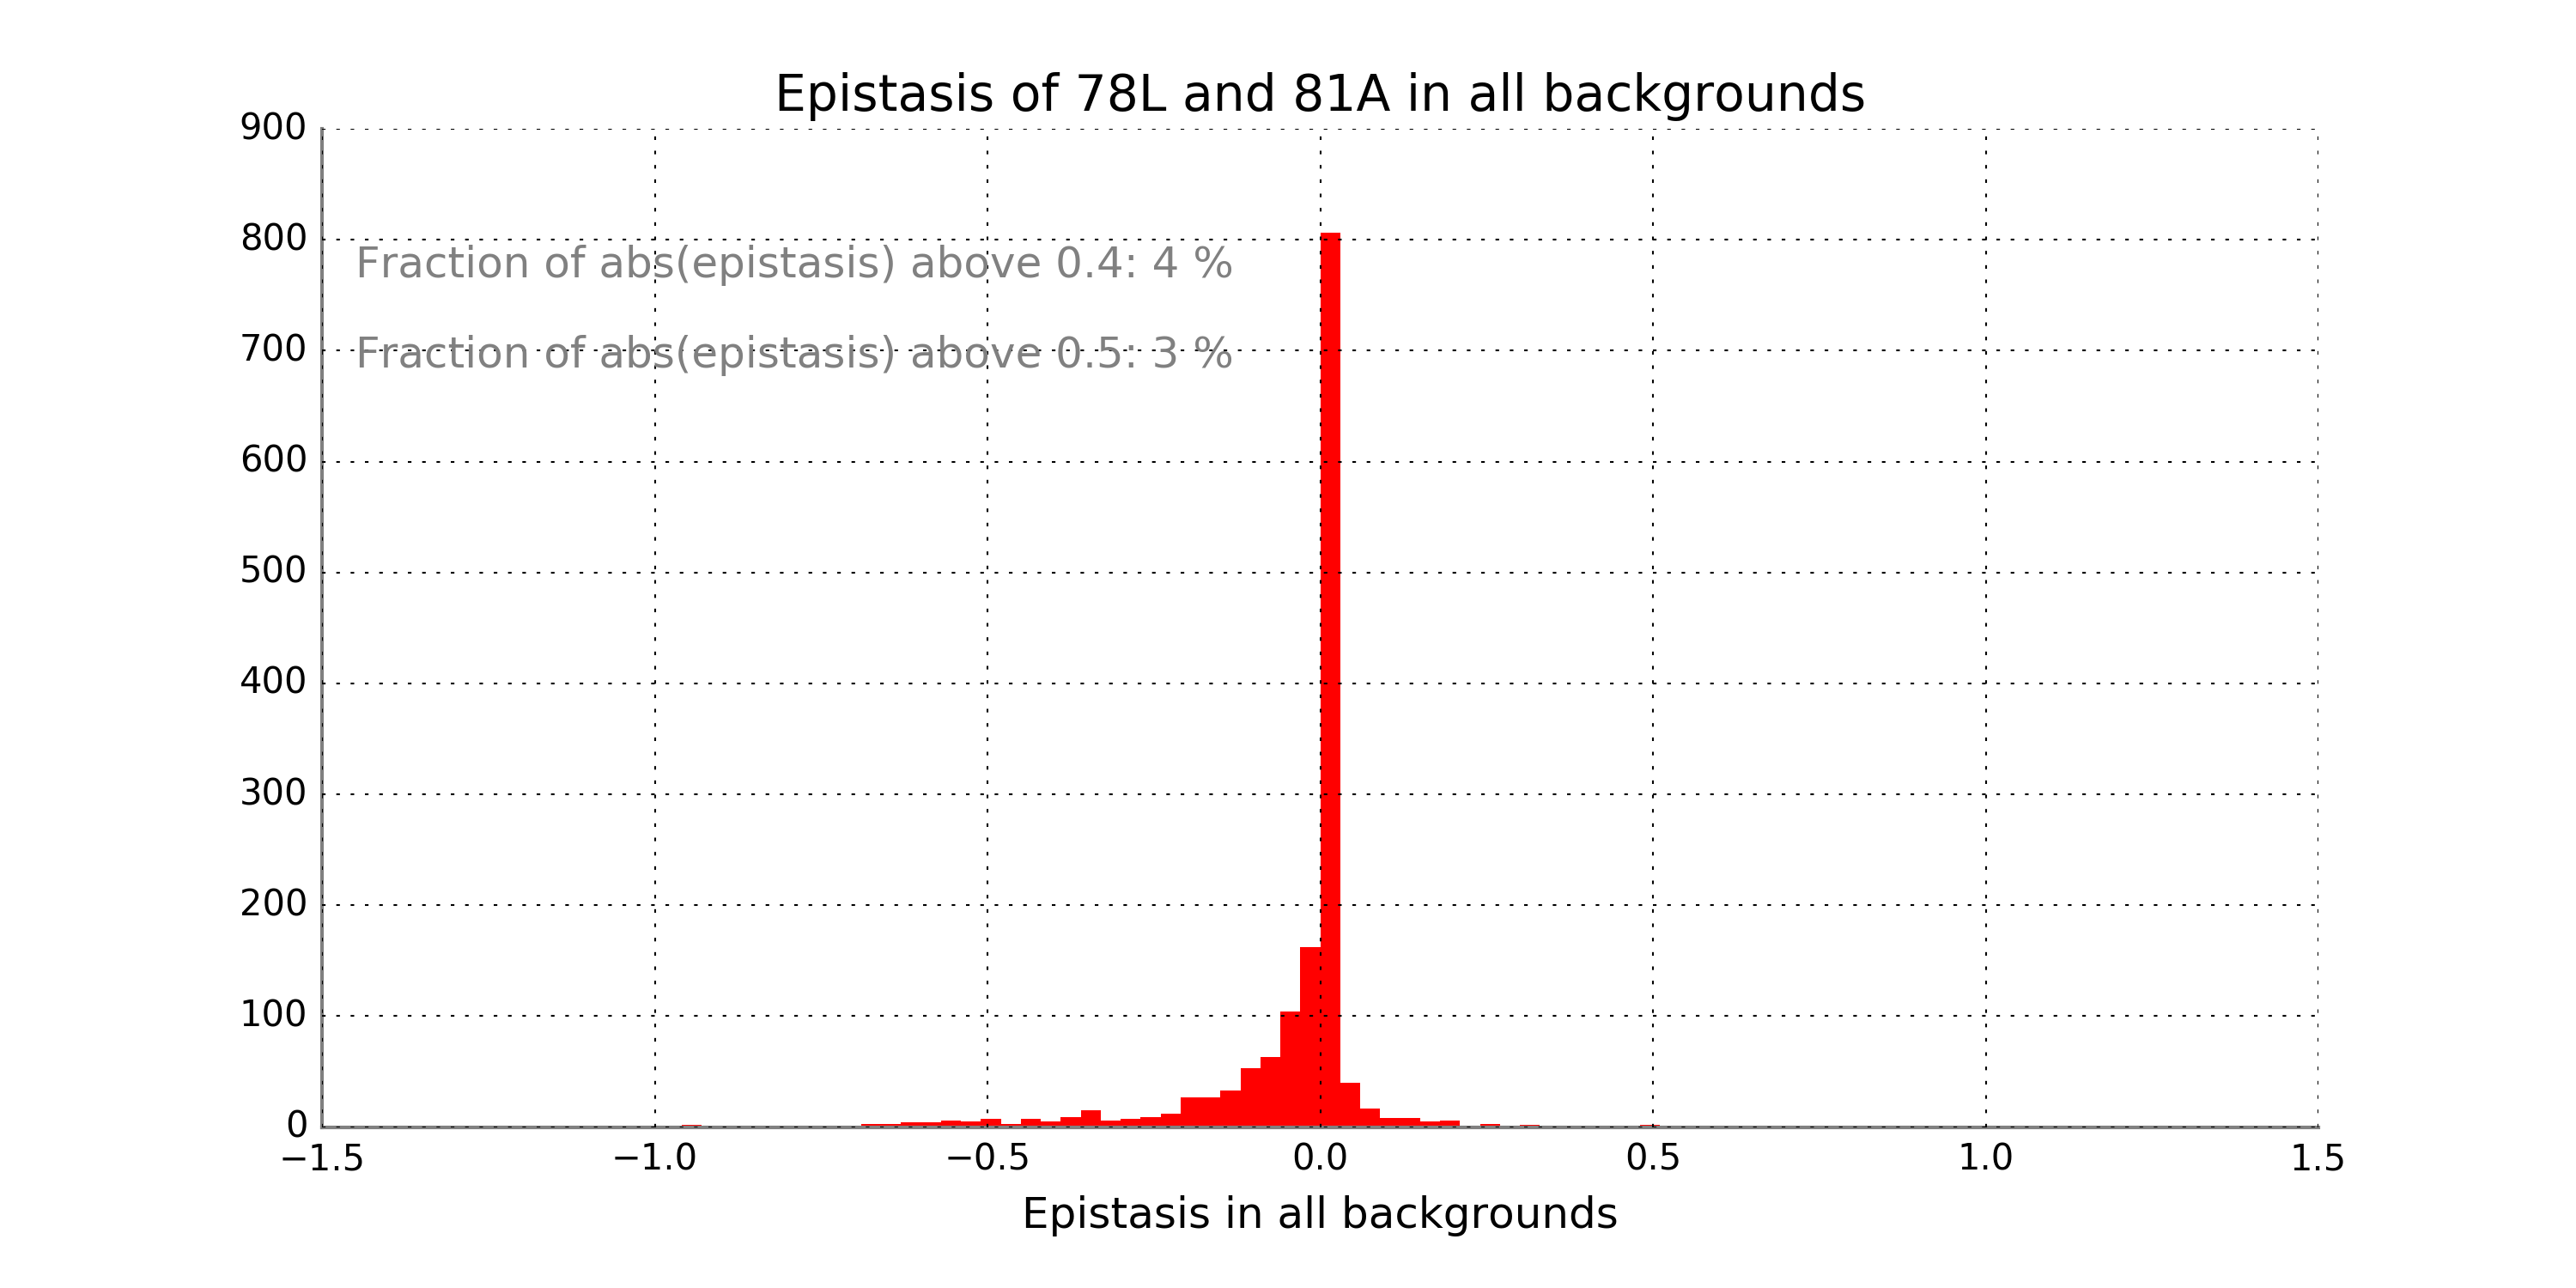 Epistasis of 78L and 81A in all backgrounds
900
800
Fraction of abs(epistasis) above 0.4: 4 %
700
Fraction of abs(epistasis) above 0.5: 3 %
600
500
400
300
200
100
0
−1.5 −1.0 −0.5 0.0 0.5 1.0 1.5
Epistasis in all backgrounds